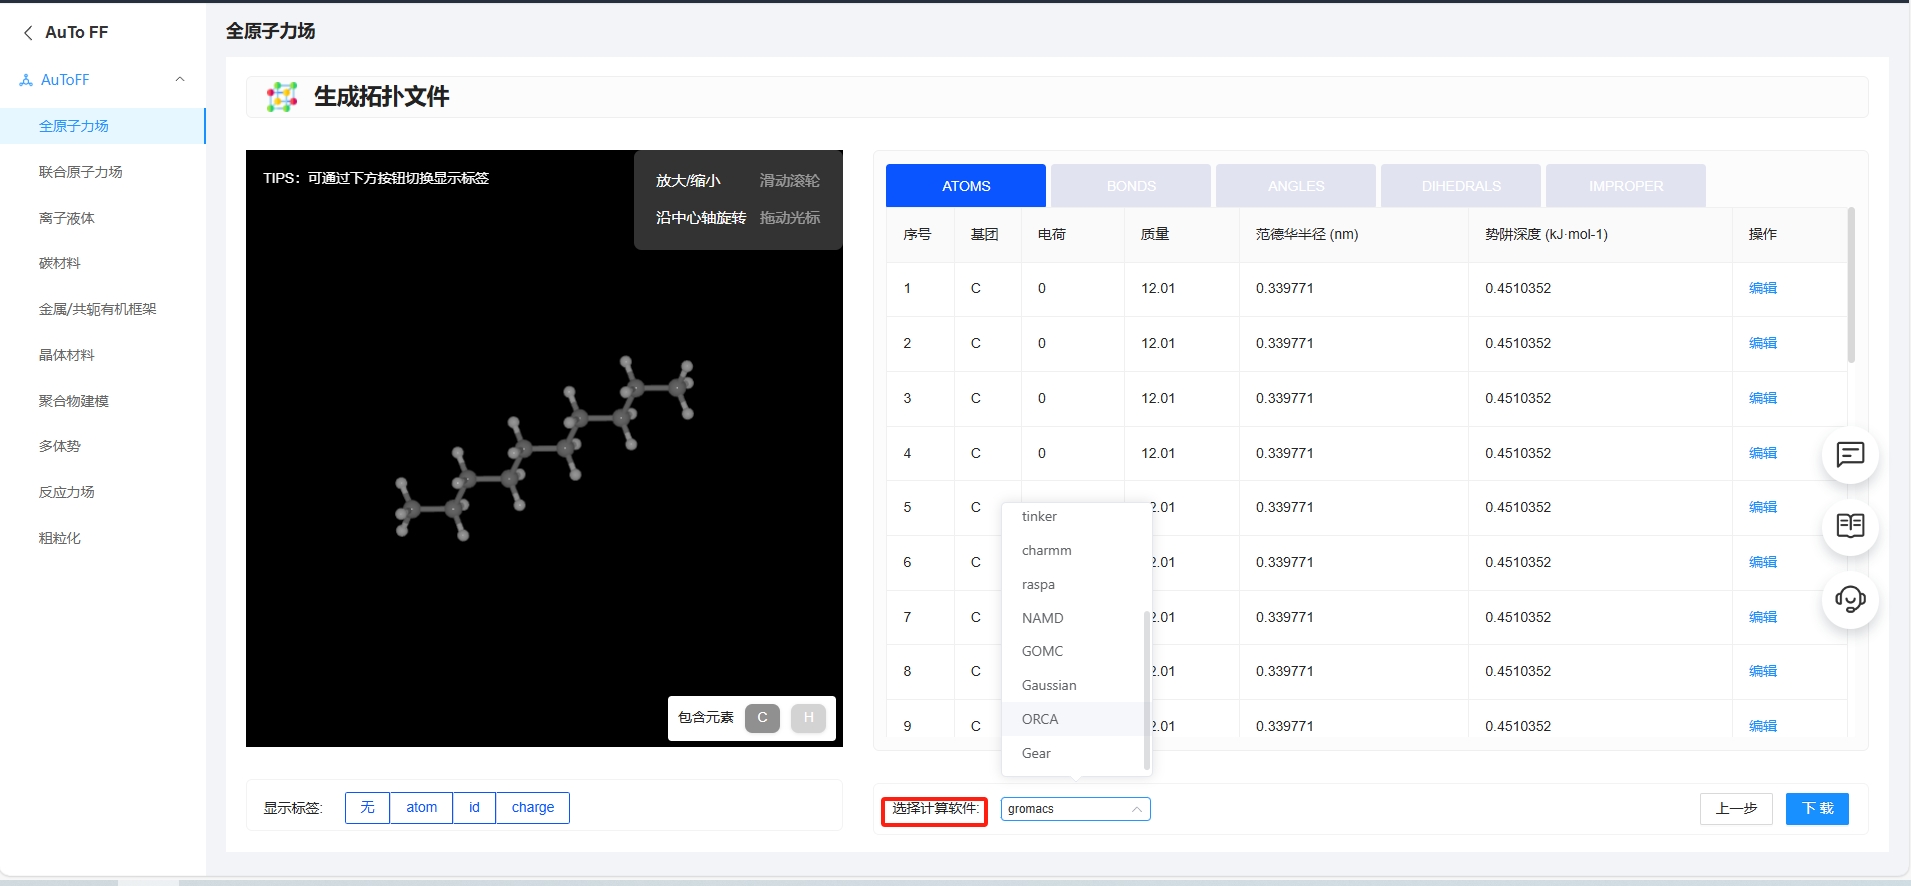 AuTo FF
全原子力场
AuToFF
全原子力场
联合原子力场
离子液体
碳材料
金属/共轭有机框架
晶体材料
聚合物建模
多体势
反应力场
粗粒化
生成拓扑文件
TIPS：可通过下方按钮切换显示标签
放大/缩小 滑动滚轮
沿中心轴旋转 拖动光标
包含元素 C H
显示标签: 无 atom id charge
ATOMS BONDS ANGLES DIHEDRALS IMPROPER
序号 基团 电荷 质量 范德华半径 (nm) 势阱深度 (kJ·mol-1) 操作
1 C 0 12.01 0.339771 0.4510352 编辑
2 C 0 12.01 0.339771 0.4510352 编辑
3 C 0 12.01 0.339771 0.4510352 编辑
4 C 0 12.01 0.339771 0.4510352 编辑
5 C 2.01 0.339771 0.4510352 编辑
6 C 2.01 0.339771 0.4510352 编辑
7 C 2.01 0.339771 0.4510352 编辑
8 C 2.01 0.339771 0.4510352 编辑
9 C 2.01 0.339771 0.4510352 编辑
tinker
charmm
raspa
NAMD
GOMC
Gaussian
ORCA
Gear
选择计算软件: gromacs 上一步 下 载